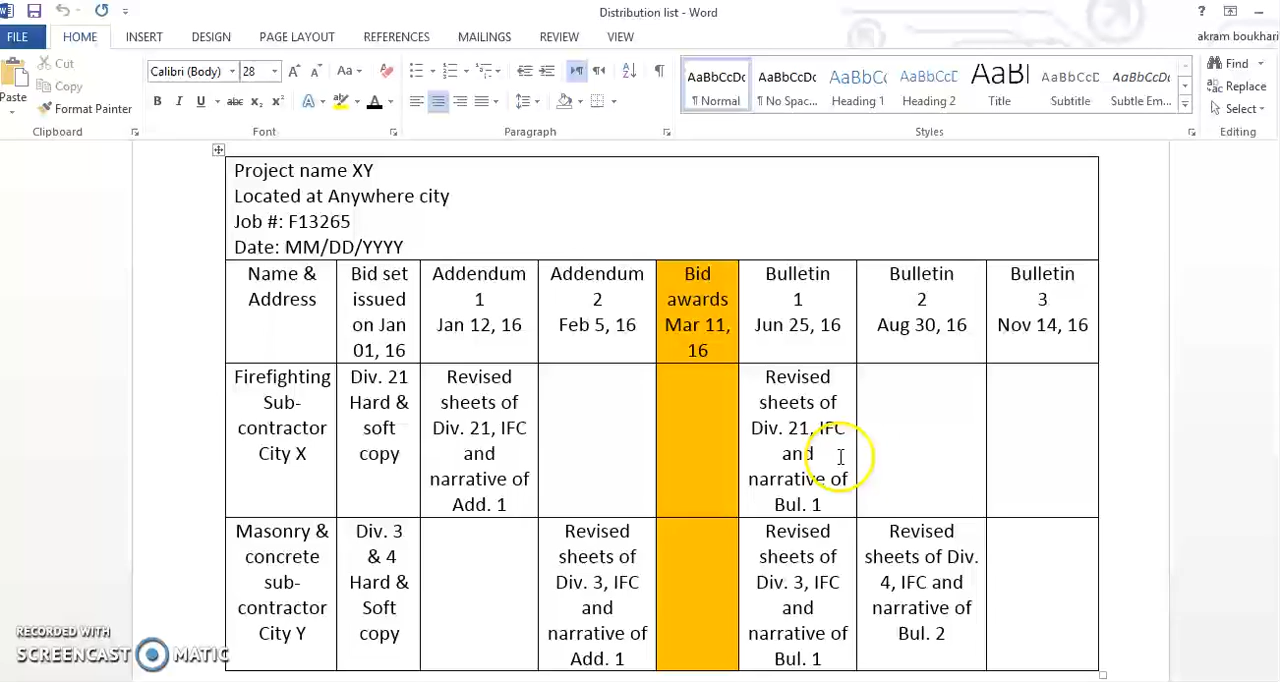 Distribution list - Word
FILE HOME INSERT DESIGN PAGE LAYOUT REFERENCES MAILINGS REVIEW VIEW akram boukhari
Cut
Copy
Paste
Format Painter
Clipboard
Calibri (Body) 28
Font
Paragraph
AaBbCcDc AaBbCcDc AaBbCc AaBbCcC AaBl AaBbCcD AaBbCcDc
¶ Normal ¶ No Spac... Heading 1 Heading 2 Title Subtitle Subtle Em...
Styles
Find
Replace
Select
Editing
Project name XY
Located at Anywhere city
Job #: F13265
Date: MM/DD/YYYY
Name &
Address
Bid set
issued
on Jan
01, 16
Addendum
1
Jan 12, 16
Addendum
2
Feb 5, 16
Bid
awards
Mar 11,
16
Bulletin
1
Jun 25, 16
Bulletin
2
Aug 30, 16
Bulletin
3
Nov 14, 16
Firefighting
Sub-
contractor
City X
Div. 21
Hard &
soft
copy
Revised
sheets of
Div. 21, IFC
and
narrative of
Add. 1
Revised
sheets of
Div. 21, IFC
and
narrative of
Bul. 1
Masonry &
concrete
sub-
contractor
City Y
Div. 3
& 4
Hard &
Soft
copy
Revised
sheets of
Div. 3, IFC
and
narrative of
Add. 1
Revised
sheets of
Div. 3, IFC
and
narrative of
Bul. 1
Revised
sheets of Div.
4, IFC and
narrative of
Bul. 2
RECORDED WITH
SCREENCAST MATIC